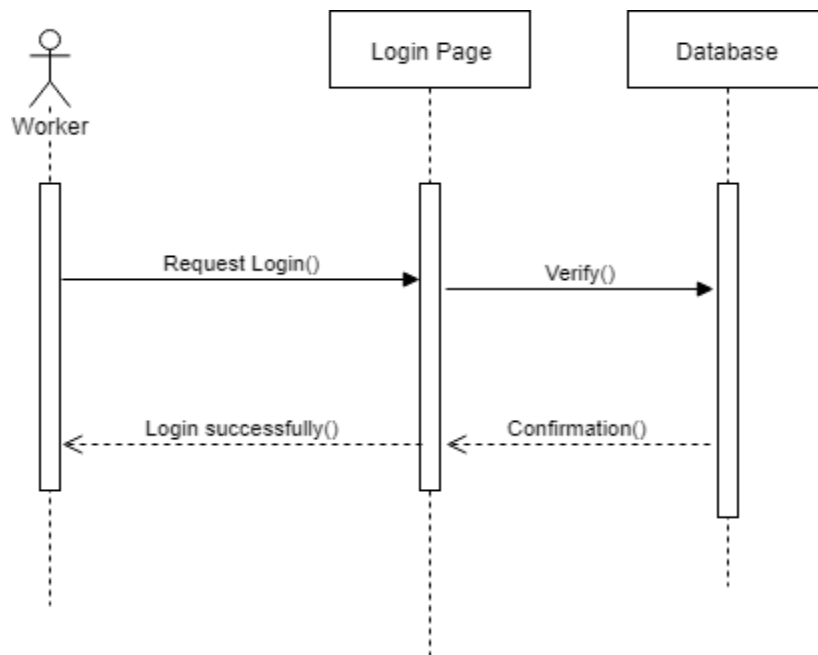 Login Page
Database
Worker
Request Login()
Verify()
Login successfully()
Confirmation()